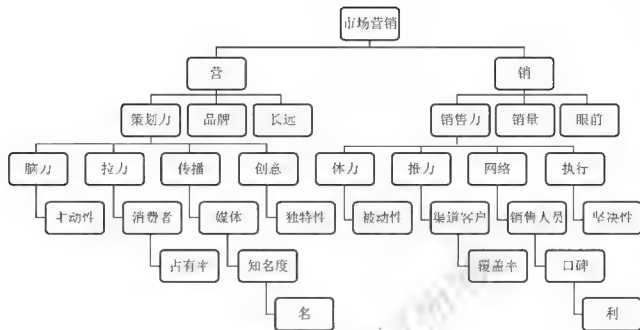 市场营销
营 销
策划力 品牌 长远 销售力 销量 眼前
脑力 拉力 传播 创意 体力 推力 网络 执行
主动性 消费者 媒体 独特性 被动性 渠道客户 销售人员 坚决性
占有率 知名度 覆盖率 口碑
名 利